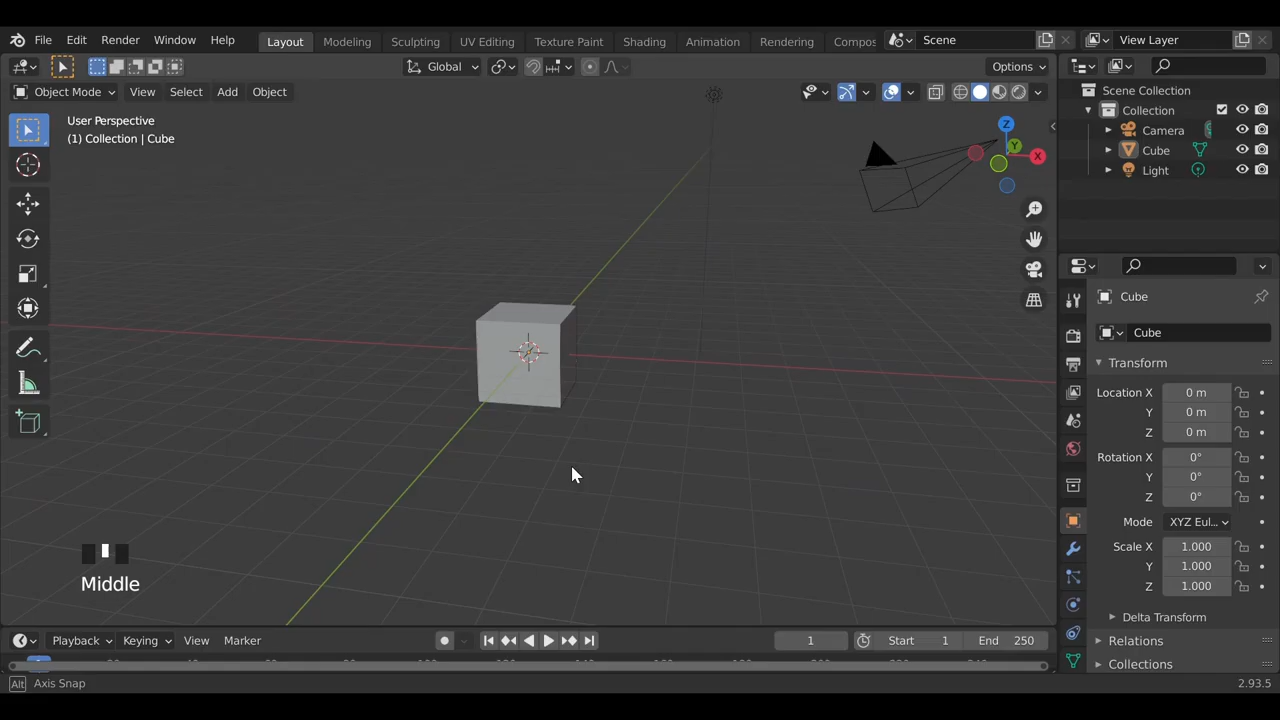 File Edit Render Window Help Layout Modeling Sculpting UV Editing Texture Paint Shading Animation Rendering Compos Scene View Layer
Global Options
Object Mode View Select Add Object
User Perspective
(1) Collection | Cube
Z
Y
X
Middle
Scene Collection
Collection
Camera
Cube
Light
Cube
Cube
Transform
Location X 0 m
Y 0 m
Z 0 m
Rotation X 0°
Y 0°
Z 0°
Mode XYZ Eul...
Scale X 1.000
Y 1.000
Z 1.000
Delta Transform
Relations
Collections
Playback Keying View Marker 1 Start 1 End 250
Alt Axis Snap 2.93.5